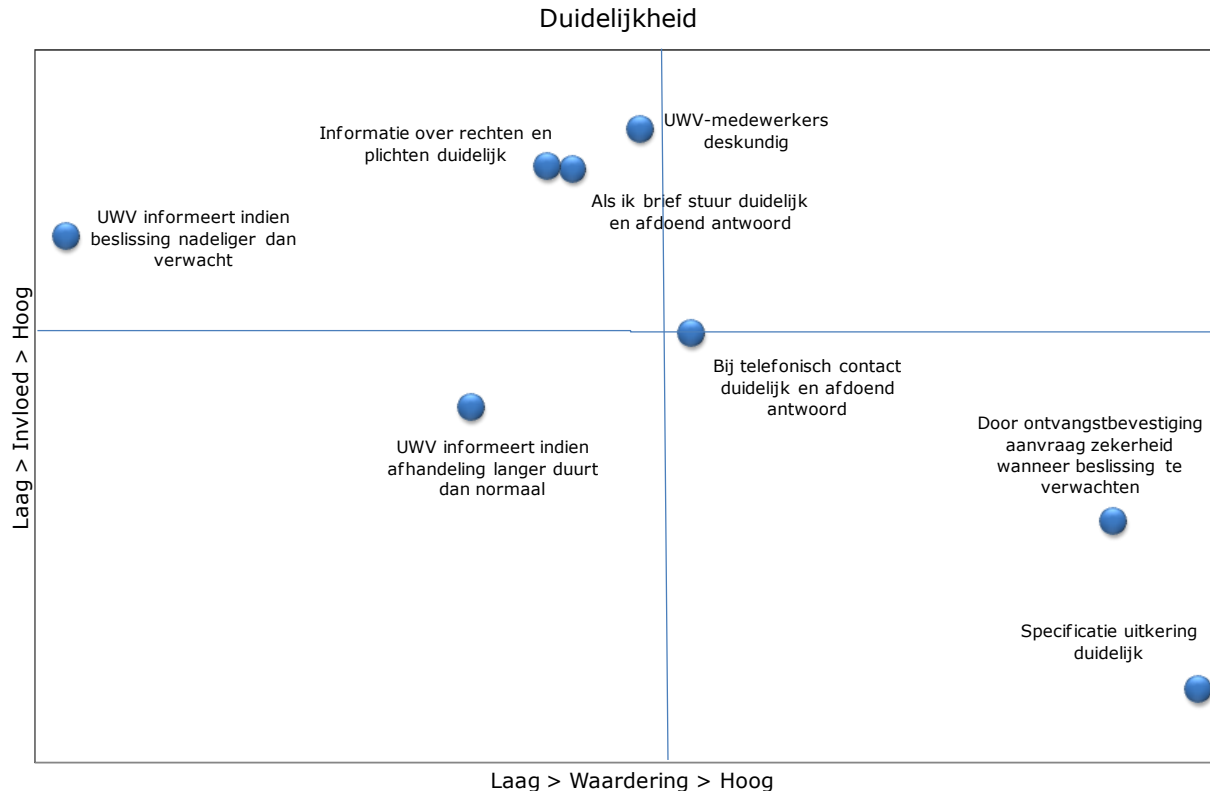 Duidelijkheid
UWV-medewerkers
deskundig
Informatie over rechten en
plichten duidelijk
Als ik brief stuur duidelijk
en afdoend antwoord
UWV informeert indien
beslissing nadeliger dan
verwacht
Bij telefonisch contact
duidelijk en afdoend
antwoord
UWV informeert indien
afhandeling langer duurt
dan normaal
Door ontvangstbevestiging
aanvraag zekerheid
wanneer beslissing te
verwachten
Specificatie uitkering
duidelijk
Laag > Invloed > Hoog
Laag > Waardering > Hoog